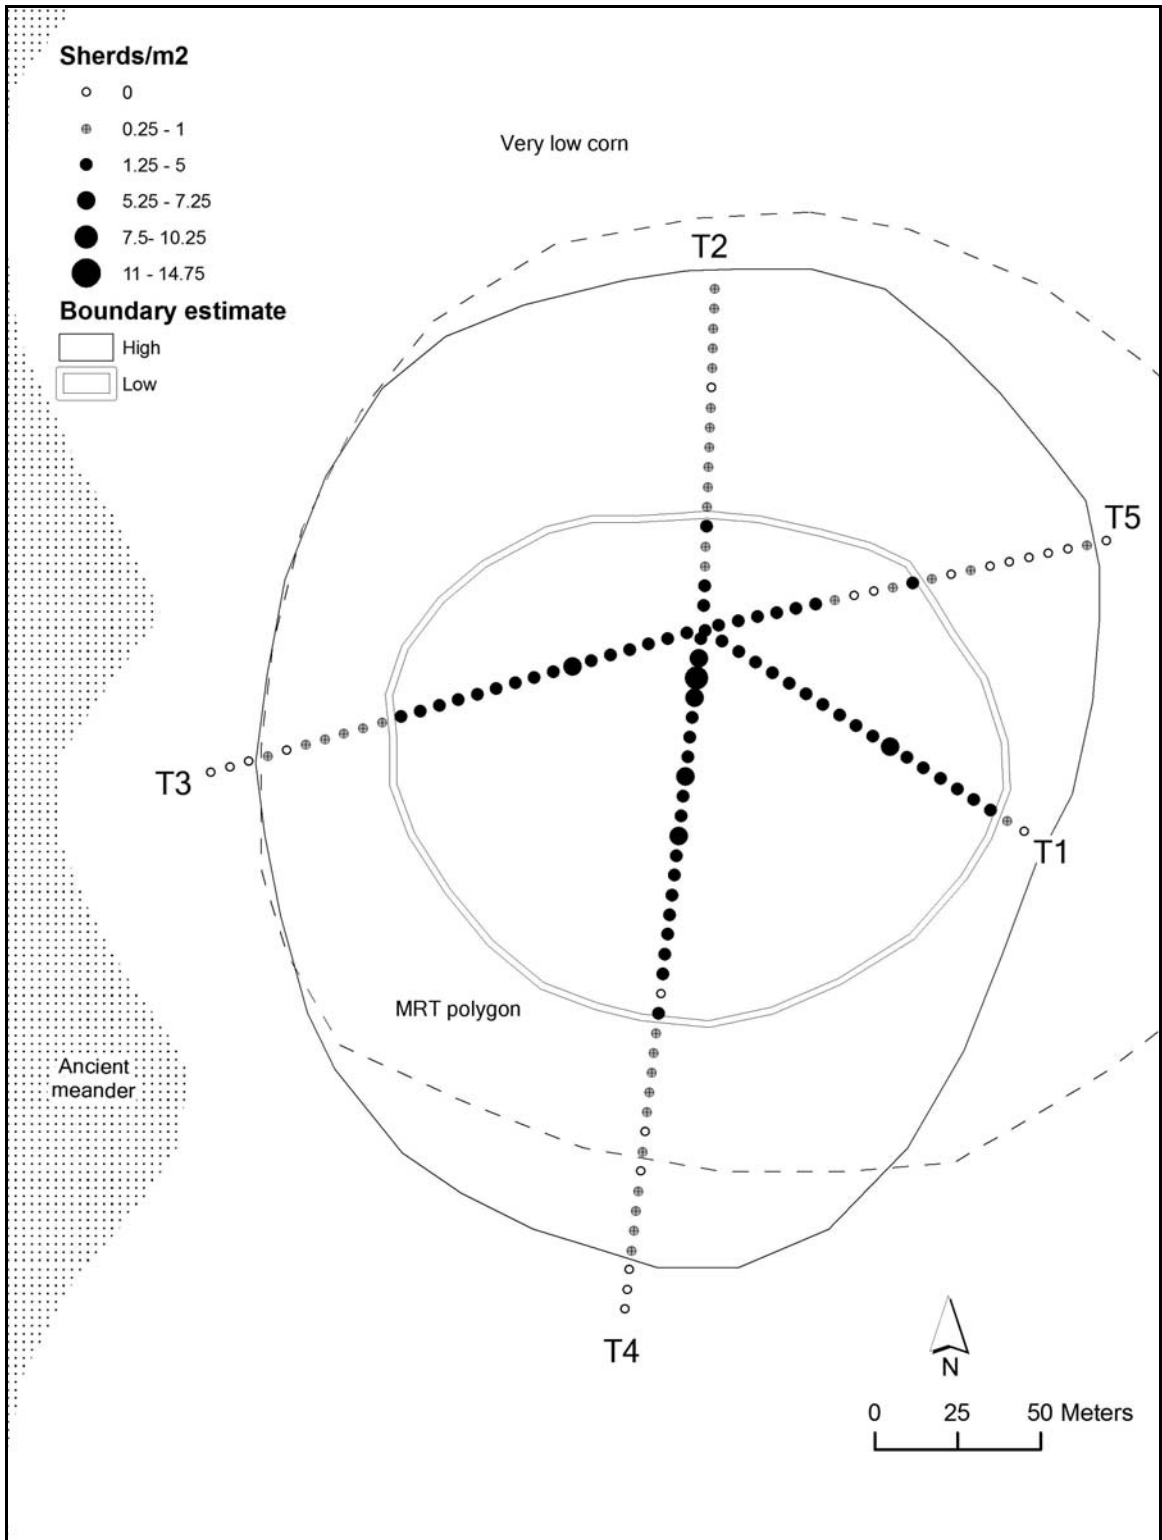 Sherds/m2
0
0.25 - 1
1.25 - 5
5.25 - 7.25
7.5- 10.25
11 - 14.75
Boundary estimate
High
Low
Very low corn
T2
T5
T3
T1
MRT polygon
Ancient
meander
T4
N
0 25 50 Meters